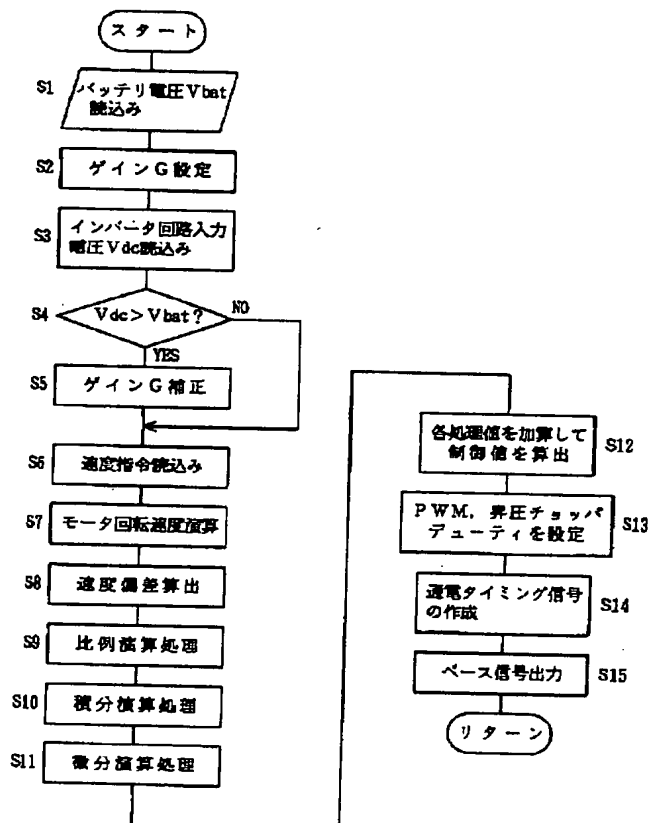 スタート
S1
バッテリ電圧Vbat
読込み
S2
ゲインG設定
S3
インバータ回路入力
電圧Vdc読込み
S4
Vdc>Vbat?
NO
YES
S5
ゲインG補正
S6
速度指令読込み
S7
モータ回転速度演算
S8
速度偏差算出
S9
比例演算処理
S10
積分演算処理
S11
微分演算処理
各処理値を加算して
制御値を算出
S12
PWM,昇圧チョッパ
デューティを設定
S13
通電タイミング信号
の作成
S14
ベース信号出力
S15
リターン